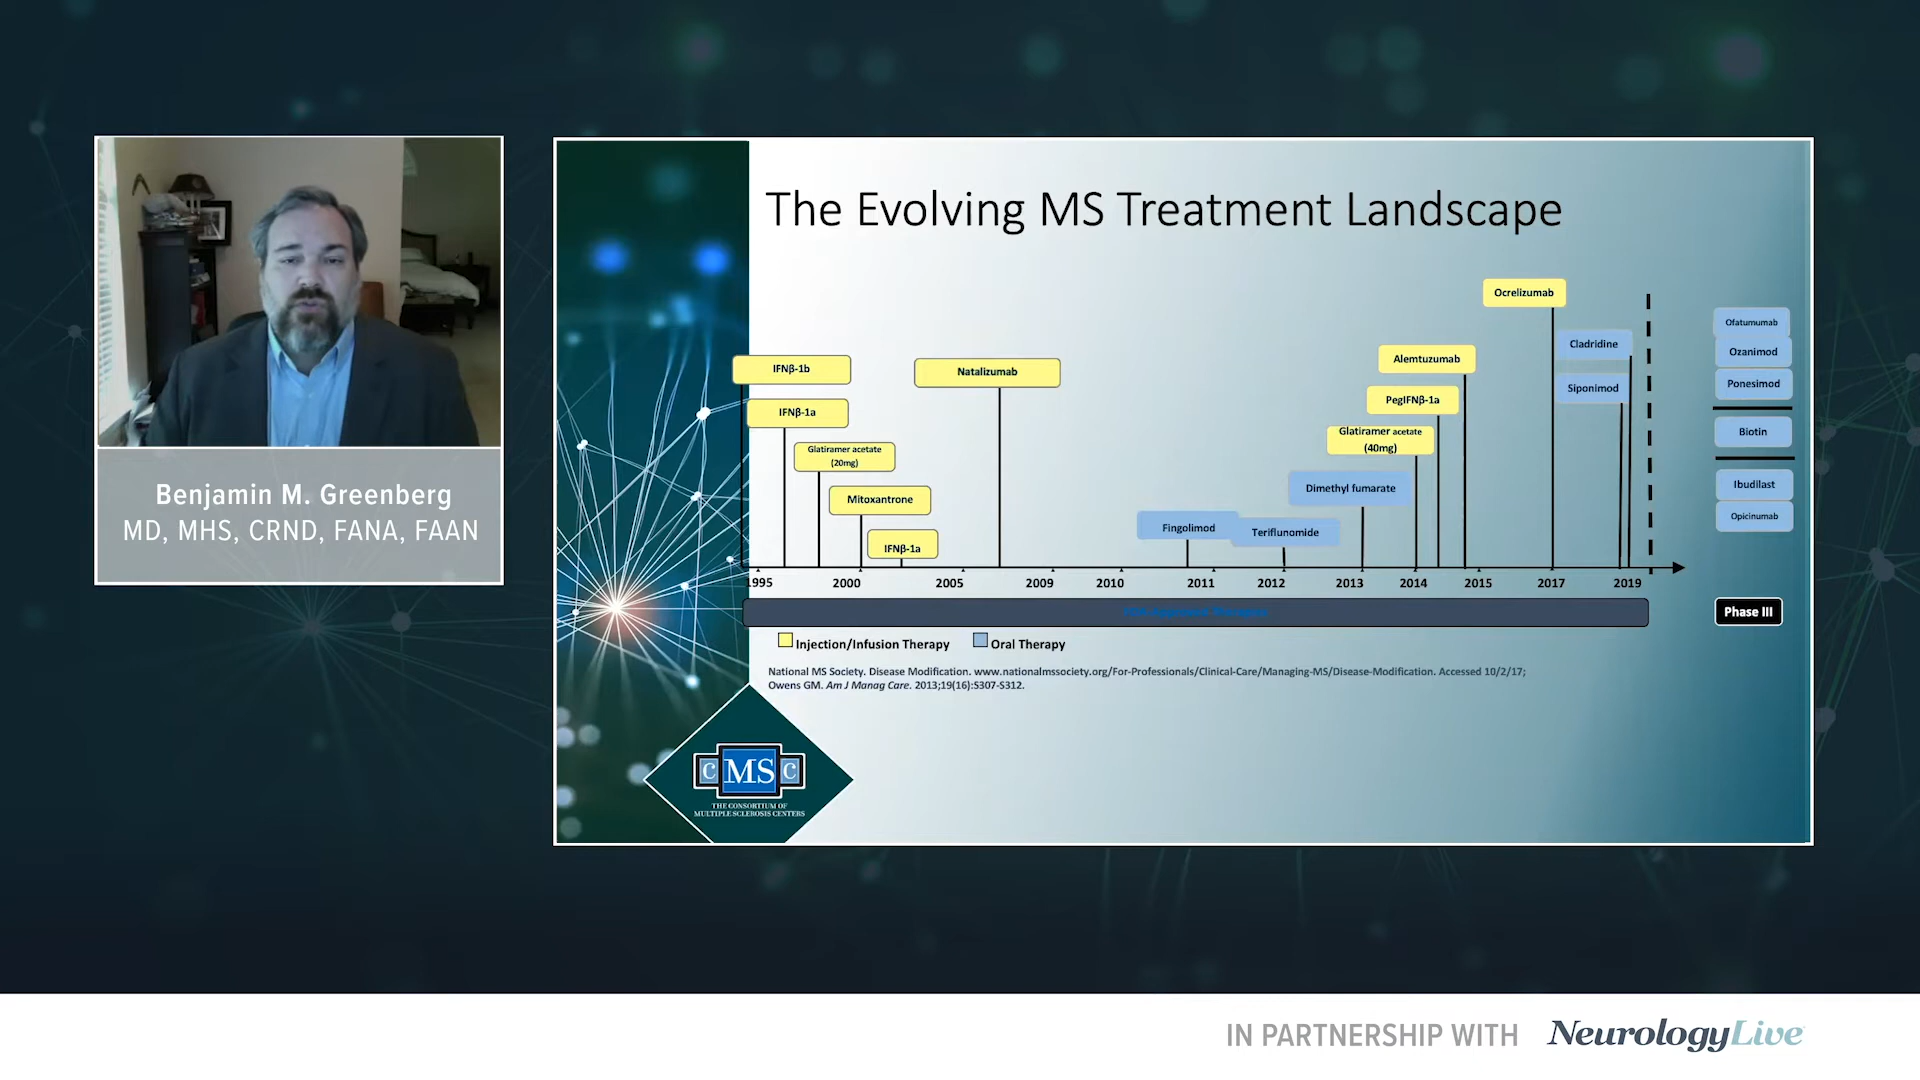 Benjamin M. Greenberg
MD, MHS, CRND, FANA, FAAN
The Evolving MS Treatment Landscape
IFNβ-1b
IFNβ-1a
Glatiramer acetate
(20mg)
Mitoxantrone
IFNβ-1a
Natalizumab
Fingolimod
Teriflunomide
Dimethyl fumarate
Glatiramer acetate
(40mg)
PegIFNβ-1a
Alemtuzumab
Ocrelizumab
Cladridine
Siponimod
Ofatumumab
Ozanimod
Ponesimod
Biotin
Ibudilast
Opicinumab
1995 2000 2005 2009 2010 2011 2012 2013 2014 2015 2017 2019
Phase III
Injection/Infusion Therapy Oral Therapy
National MS Society. Disease Modification. www.nationalmssociety.org/For-Professionals/Clinical-Care/Managing-MS/Disease-Modification. Accessed 10/2/17;
Owens GM. Am J Manag Care. 2013;19(16):S307-S312.
C MS C
THE CONSORTIUM OF
MULTIPLE SCLEROSIS CENTERS
IN PARTNERSHIP WITH NeurologyLive